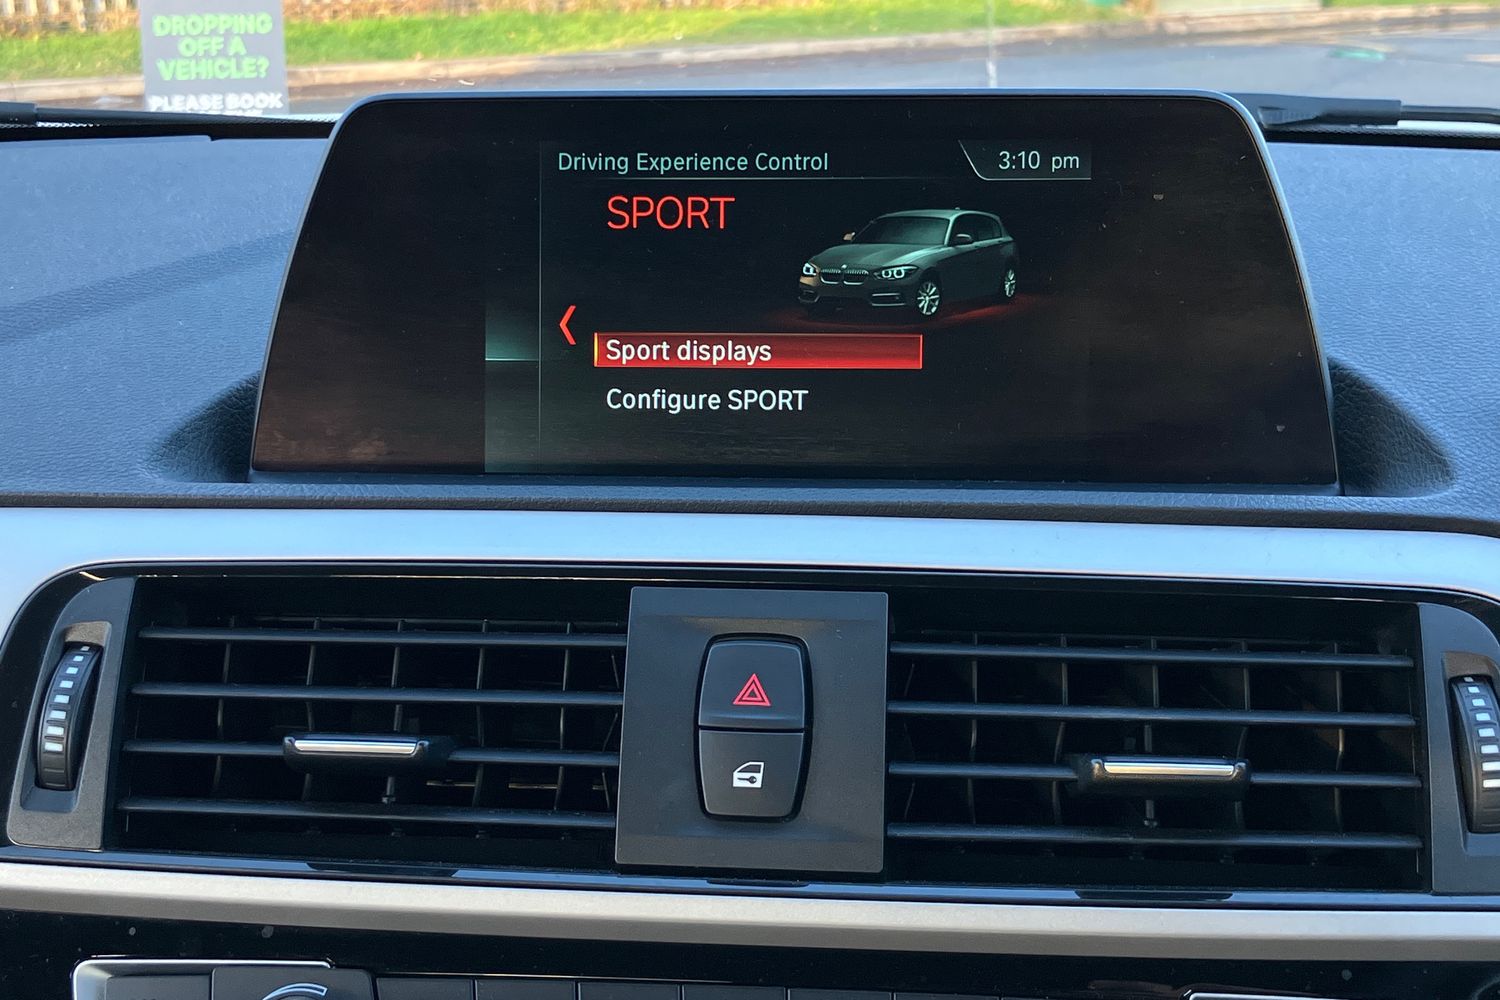 DROPPING
OFF A
VEHICLE?
PLEASE BOOK
Driving Experience Control
3:10 pm
SPORT
Sport displays
Configure SPORT